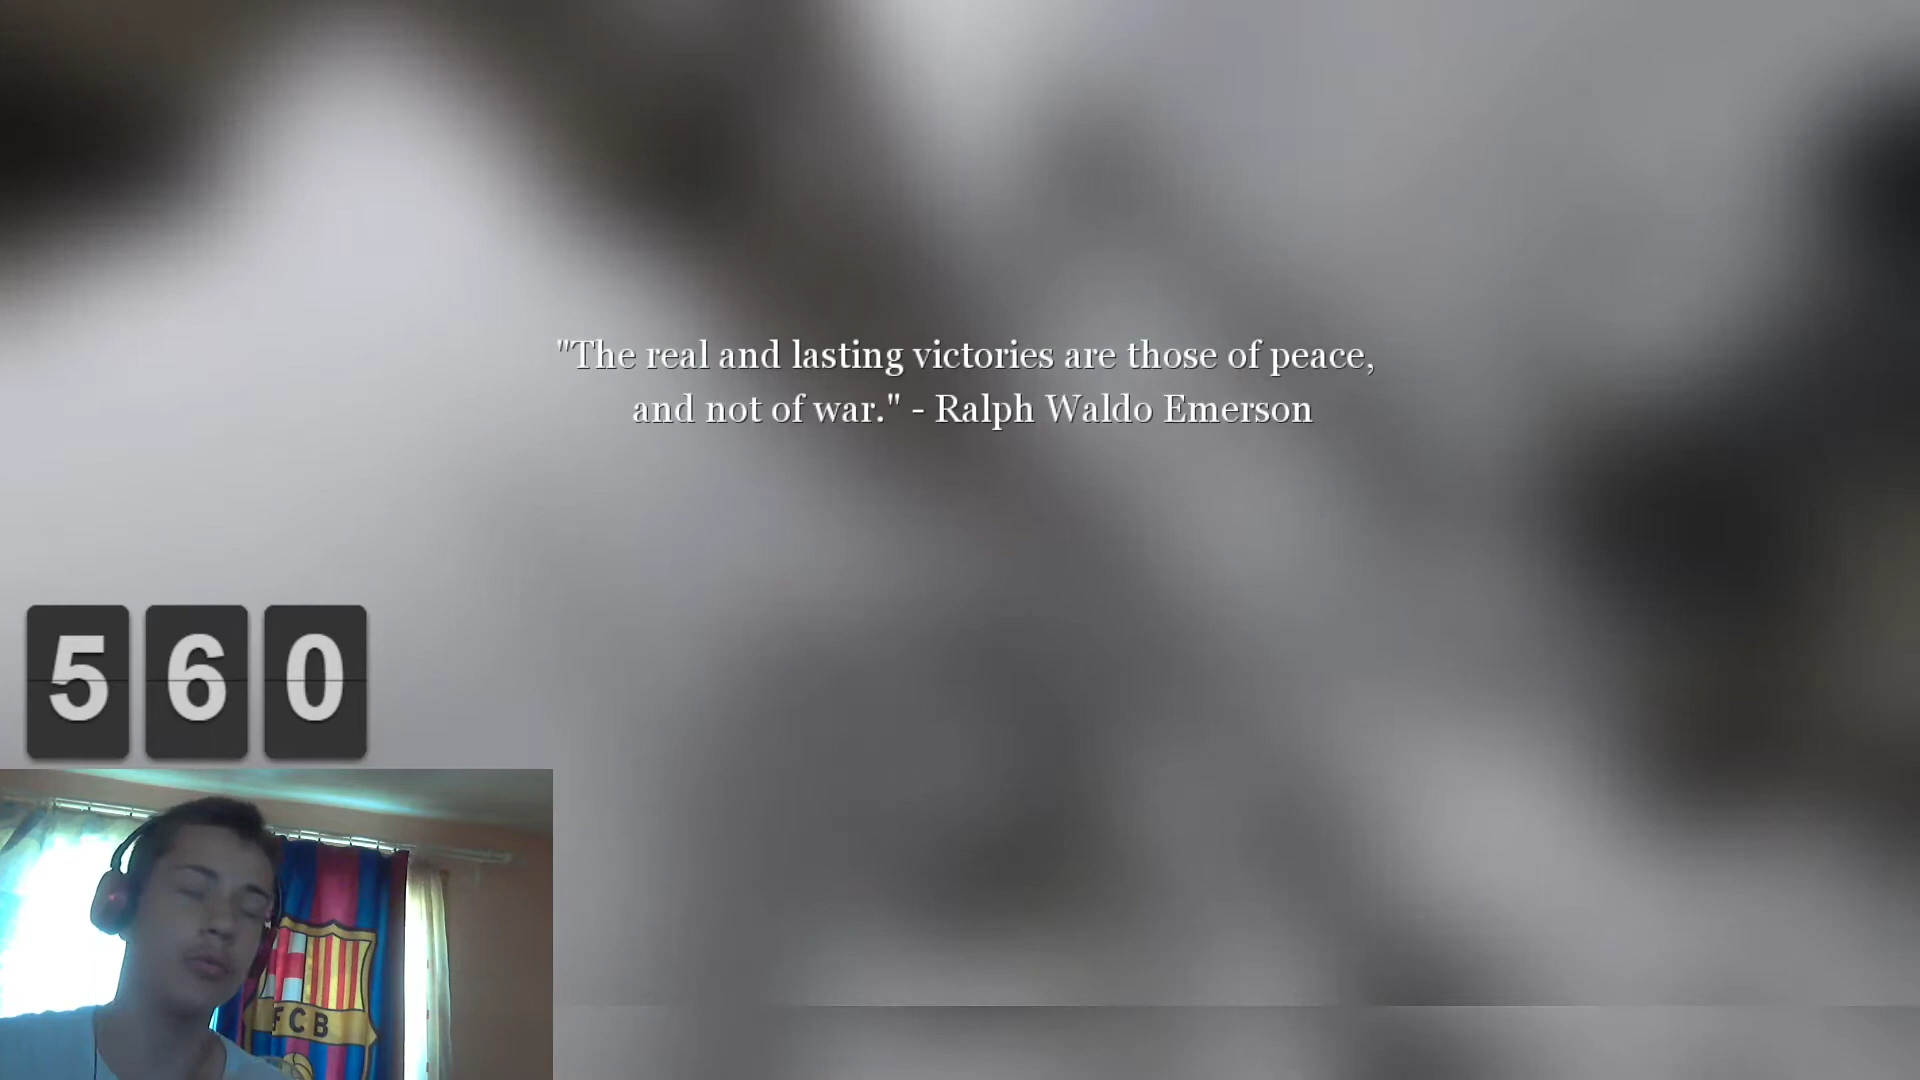 "The real and lasting victories are those of peace,
and not of war." - Ralph Waldo Emerson
560
FCB